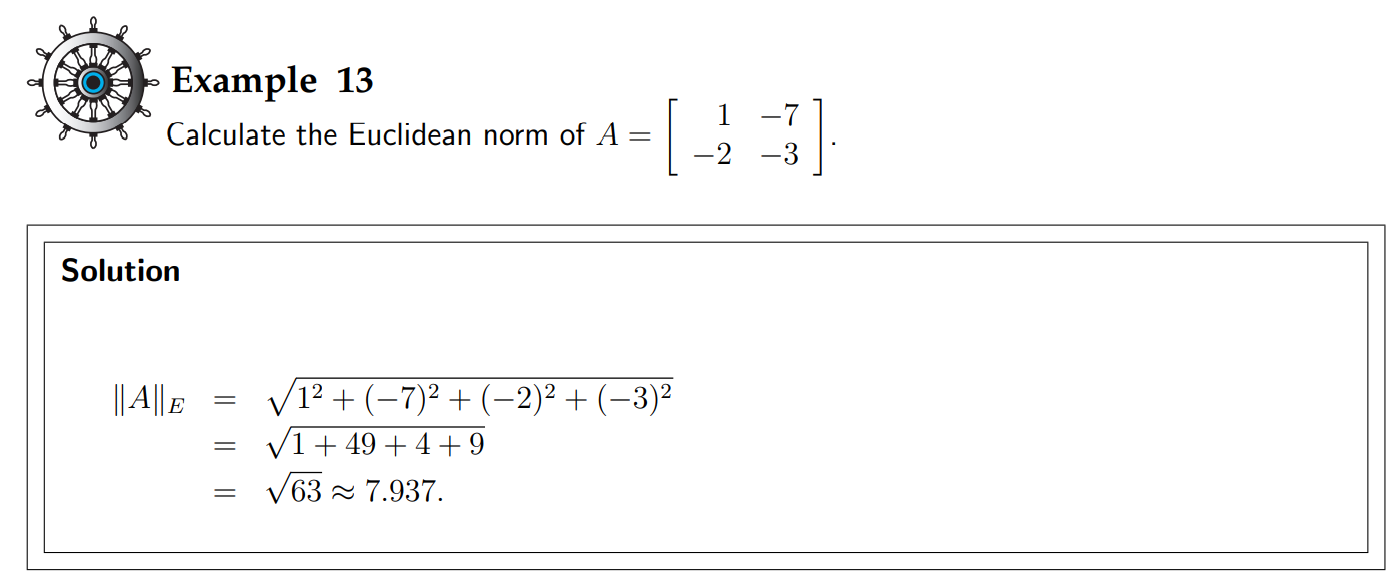 Example 13
Calculate the Euclidean norm of A = [ 1 −7
−2 −3 ].
Solution
‖A‖E = √(1² + (−7)² + (−2)² + (−3)²)
= √(1 + 49 + 4 + 9)
= √63 ≈ 7.937.